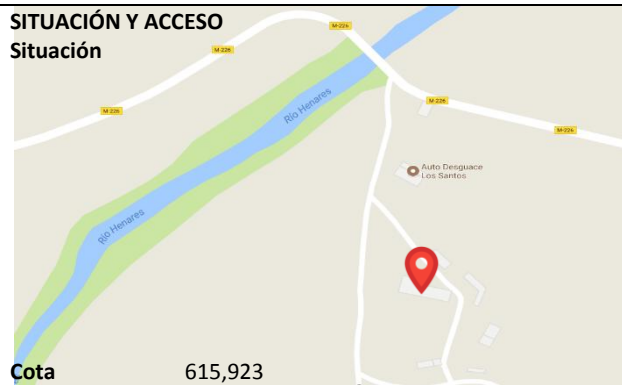 SITUACIÓN Y ACCESO
Situación
M-226
M-226
M-226
M-226
M-226
Río Henares
Auto Desguace
Los Santos
Río Henares
Cota 615,923